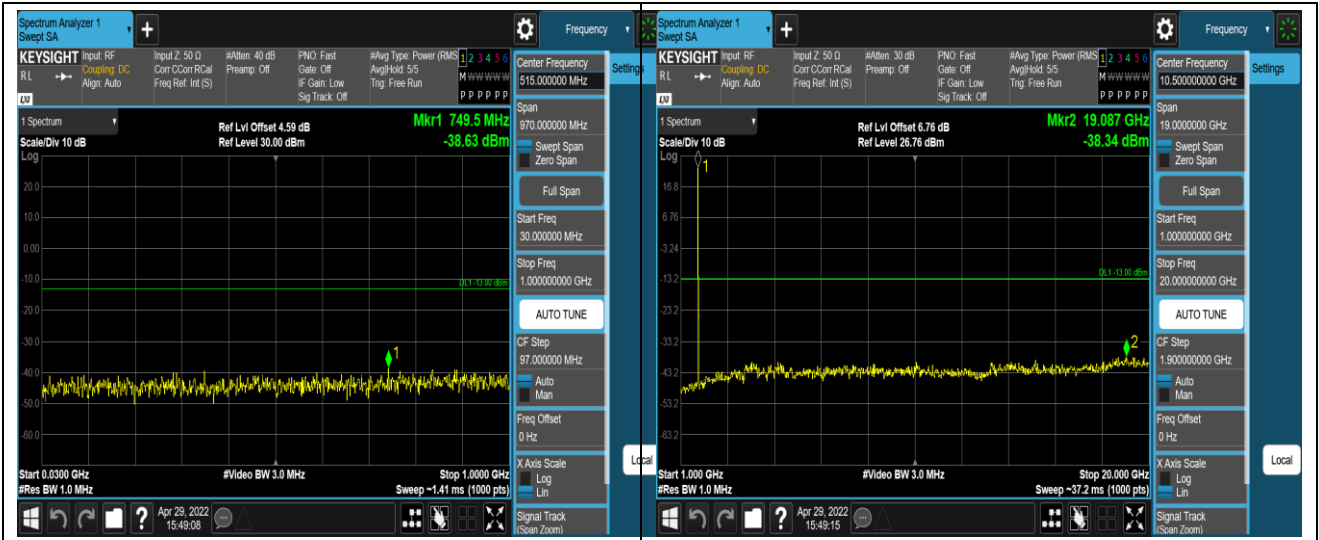 Spectrum Analyzer 1
Swept SA
+
Frequency
KEYSIGHT
RL
LXI
Input: RF
Coupling: DC
Align: Auto
Input Z: 50 Ω
Corr CCorr RCal
Freq Ref: Int (S)
#Atten: 40 dB
Preamp: Off
PNO: Fast
Gate: Off
IF Gain: Low
Sig Track: Off
#Avg Type: Power (RMS
Avg|Hold: 5/5
Trig: Free Run
1 2 3 4 5 6
M W W W W W
P P P P P P
Center Frequency
515.000000 MHz
Settings
1 Spectrum
Scale/Div 10 dB
Ref Lvl Offset 4.59 dB
Ref Level 30.00 dBm
Mkr1 749.5 MHz
-38.63 dBm
Span
970.000000 MHz
Swept Span
Zero Span
Full Span
Start Freq
30.000000 MHz
Stop Freq
1.000000000 GHz
AUTO TUNE
CF Step
97.000000 MHz
Auto
Man
Freq Offset
0 Hz
X Axis Scale
Log
Lin
Local
Signal Track
(Span Zoom)
Log
20.0
10.0
0.00
-10.0
DL1 -13.00 dBm
-20.0
-30.0
1
-40.0
-50.0
-60.0
Start 0.0300 GHz
#Res BW 1.0 MHz
#Video BW 3.0 MHz
Stop 1.0000 GHz
Sweep ~1.41 ms (1000 pts)
?
Apr 29, 2022
15:49:08
Spectrum Analyzer 1
Swept SA
+
Frequency
KEYSIGHT
RL
LXI
Input: RF
Coupling: DC
Align: Auto
Input Z: 50 Ω
Corr CCorr RCal
Freq Ref: Int (S)
#Atten: 30 dB
Preamp: Off
PNO: Fast
Gate: Off
IF Gain: Low
Sig Track: Off
#Avg Type: Power (RMS
Avg|Hold: 5/5
Trig: Free Run
1 2 3 4 5 6
M W W W W W
P P P P P P
Center Frequency
10.500000000 GHz
Settings
1 Spectrum
Scale/Div 10 dB
Ref Lvl Offset 6.76 dB
Ref Level 26.76 dBm
Mkr2 19.087 GHz
-38.34 dBm
Span
19.0000000 GHz
Swept Span
Zero Span
Full Span
Start Freq
1.000000000 GHz
Stop Freq
20.000000000 GHz
AUTO TUNE
CF Step
1.900000000 GHz
Auto
Man
Freq Offset
0 Hz
X Axis Scale
Log
Lin
Local
Signal Track
(Span Zoom)
Log
1
16.8
6.76
-3.24
-13.2
DL1 -13.00 dBm
-23.2
-33.2
2
-43.2
-53.2
-63.2
Start 1.000 GHz
#Res BW 1.0 MHz
#Video BW 3.0 MHz
Stop 20.000 GHz
Sweep ~37.2 ms (1000 pts)
?
Apr 29, 2022
15:49:15